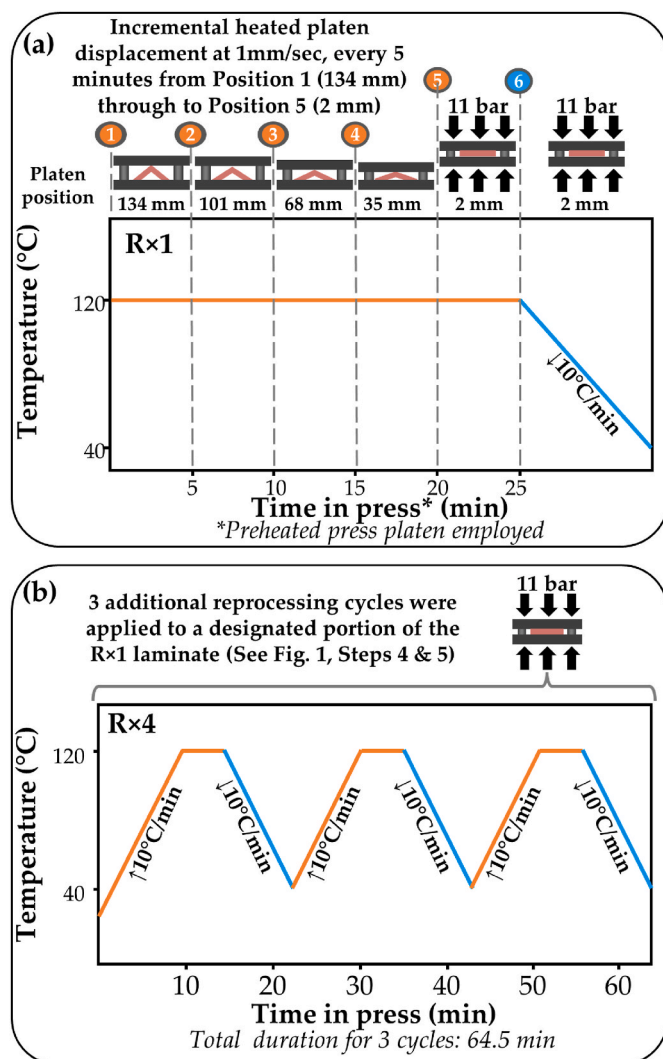 (a)
Incremental heated platen
displacement at 1mm/sec, every 5
minutes from Position 1 (134 mm)
through to Position 5 (2 mm)
5 6
11 bar 11 bar
1 2 3 4
Platen
position
134 mm 101 mm 68 mm 35 mm 2 mm 2 mm
R×1
Temperature (°C)
120
40
↓10°C/min
5 10 15 20 25
Time in press* (min)
*Preheated press platen employed
(b)
11 bar
3 additional reprocessing cycles were
applied to a designated portion of the
R×1 laminate (See Fig. 1, Steps 4 & 5)
R×4
Temperature (°C)
120
40
↑10°C/min ↓10°C/min ↑10°C/min ↓10°C/min ↑10°C/min ↓10°C/min
10 20 30 40 50 60
Time in press (min)
Total duration for 3 cycles: 64.5 min